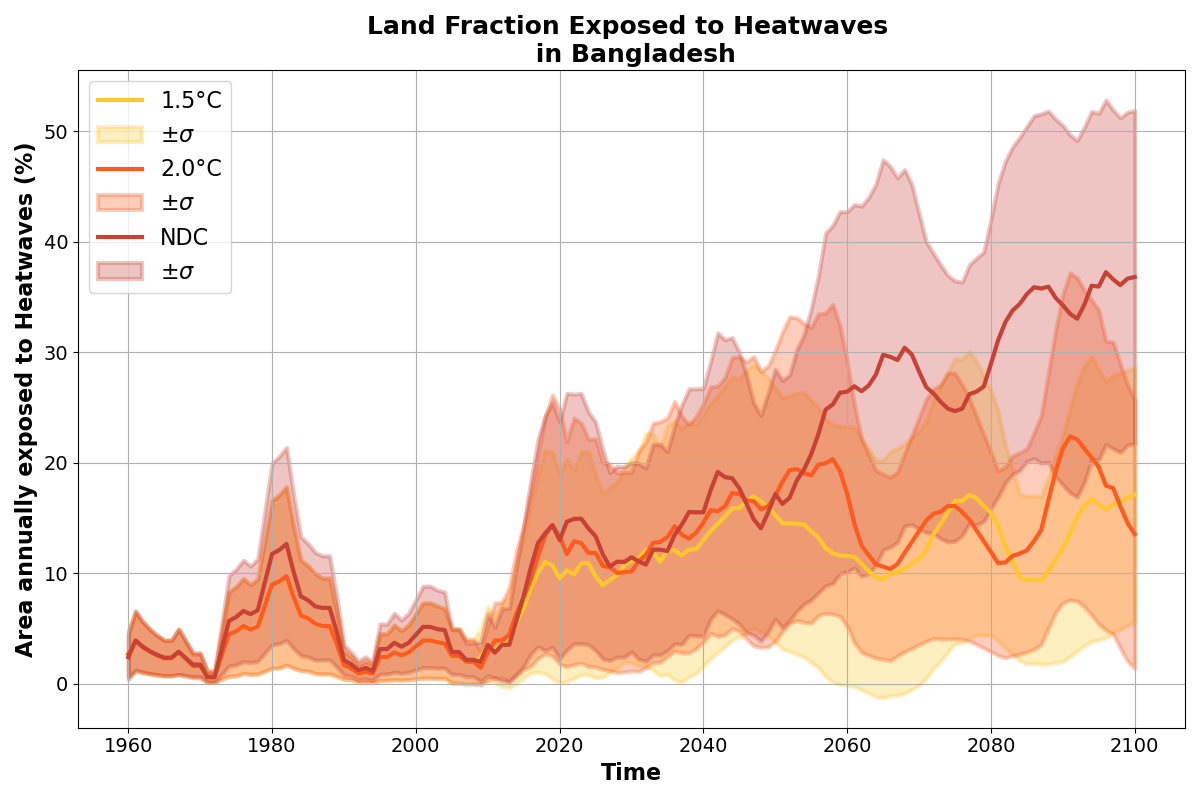 Land Fraction Exposed to Heatwaves
in Bangladesh
Area annually exposed to Heatwaves (%)
50
40
30
20
10
0
1.5°C
±σ
2.0°C
±σ
NDC
±σ
1960
1980
2000
2020
2040
2060
2080
2100
Time